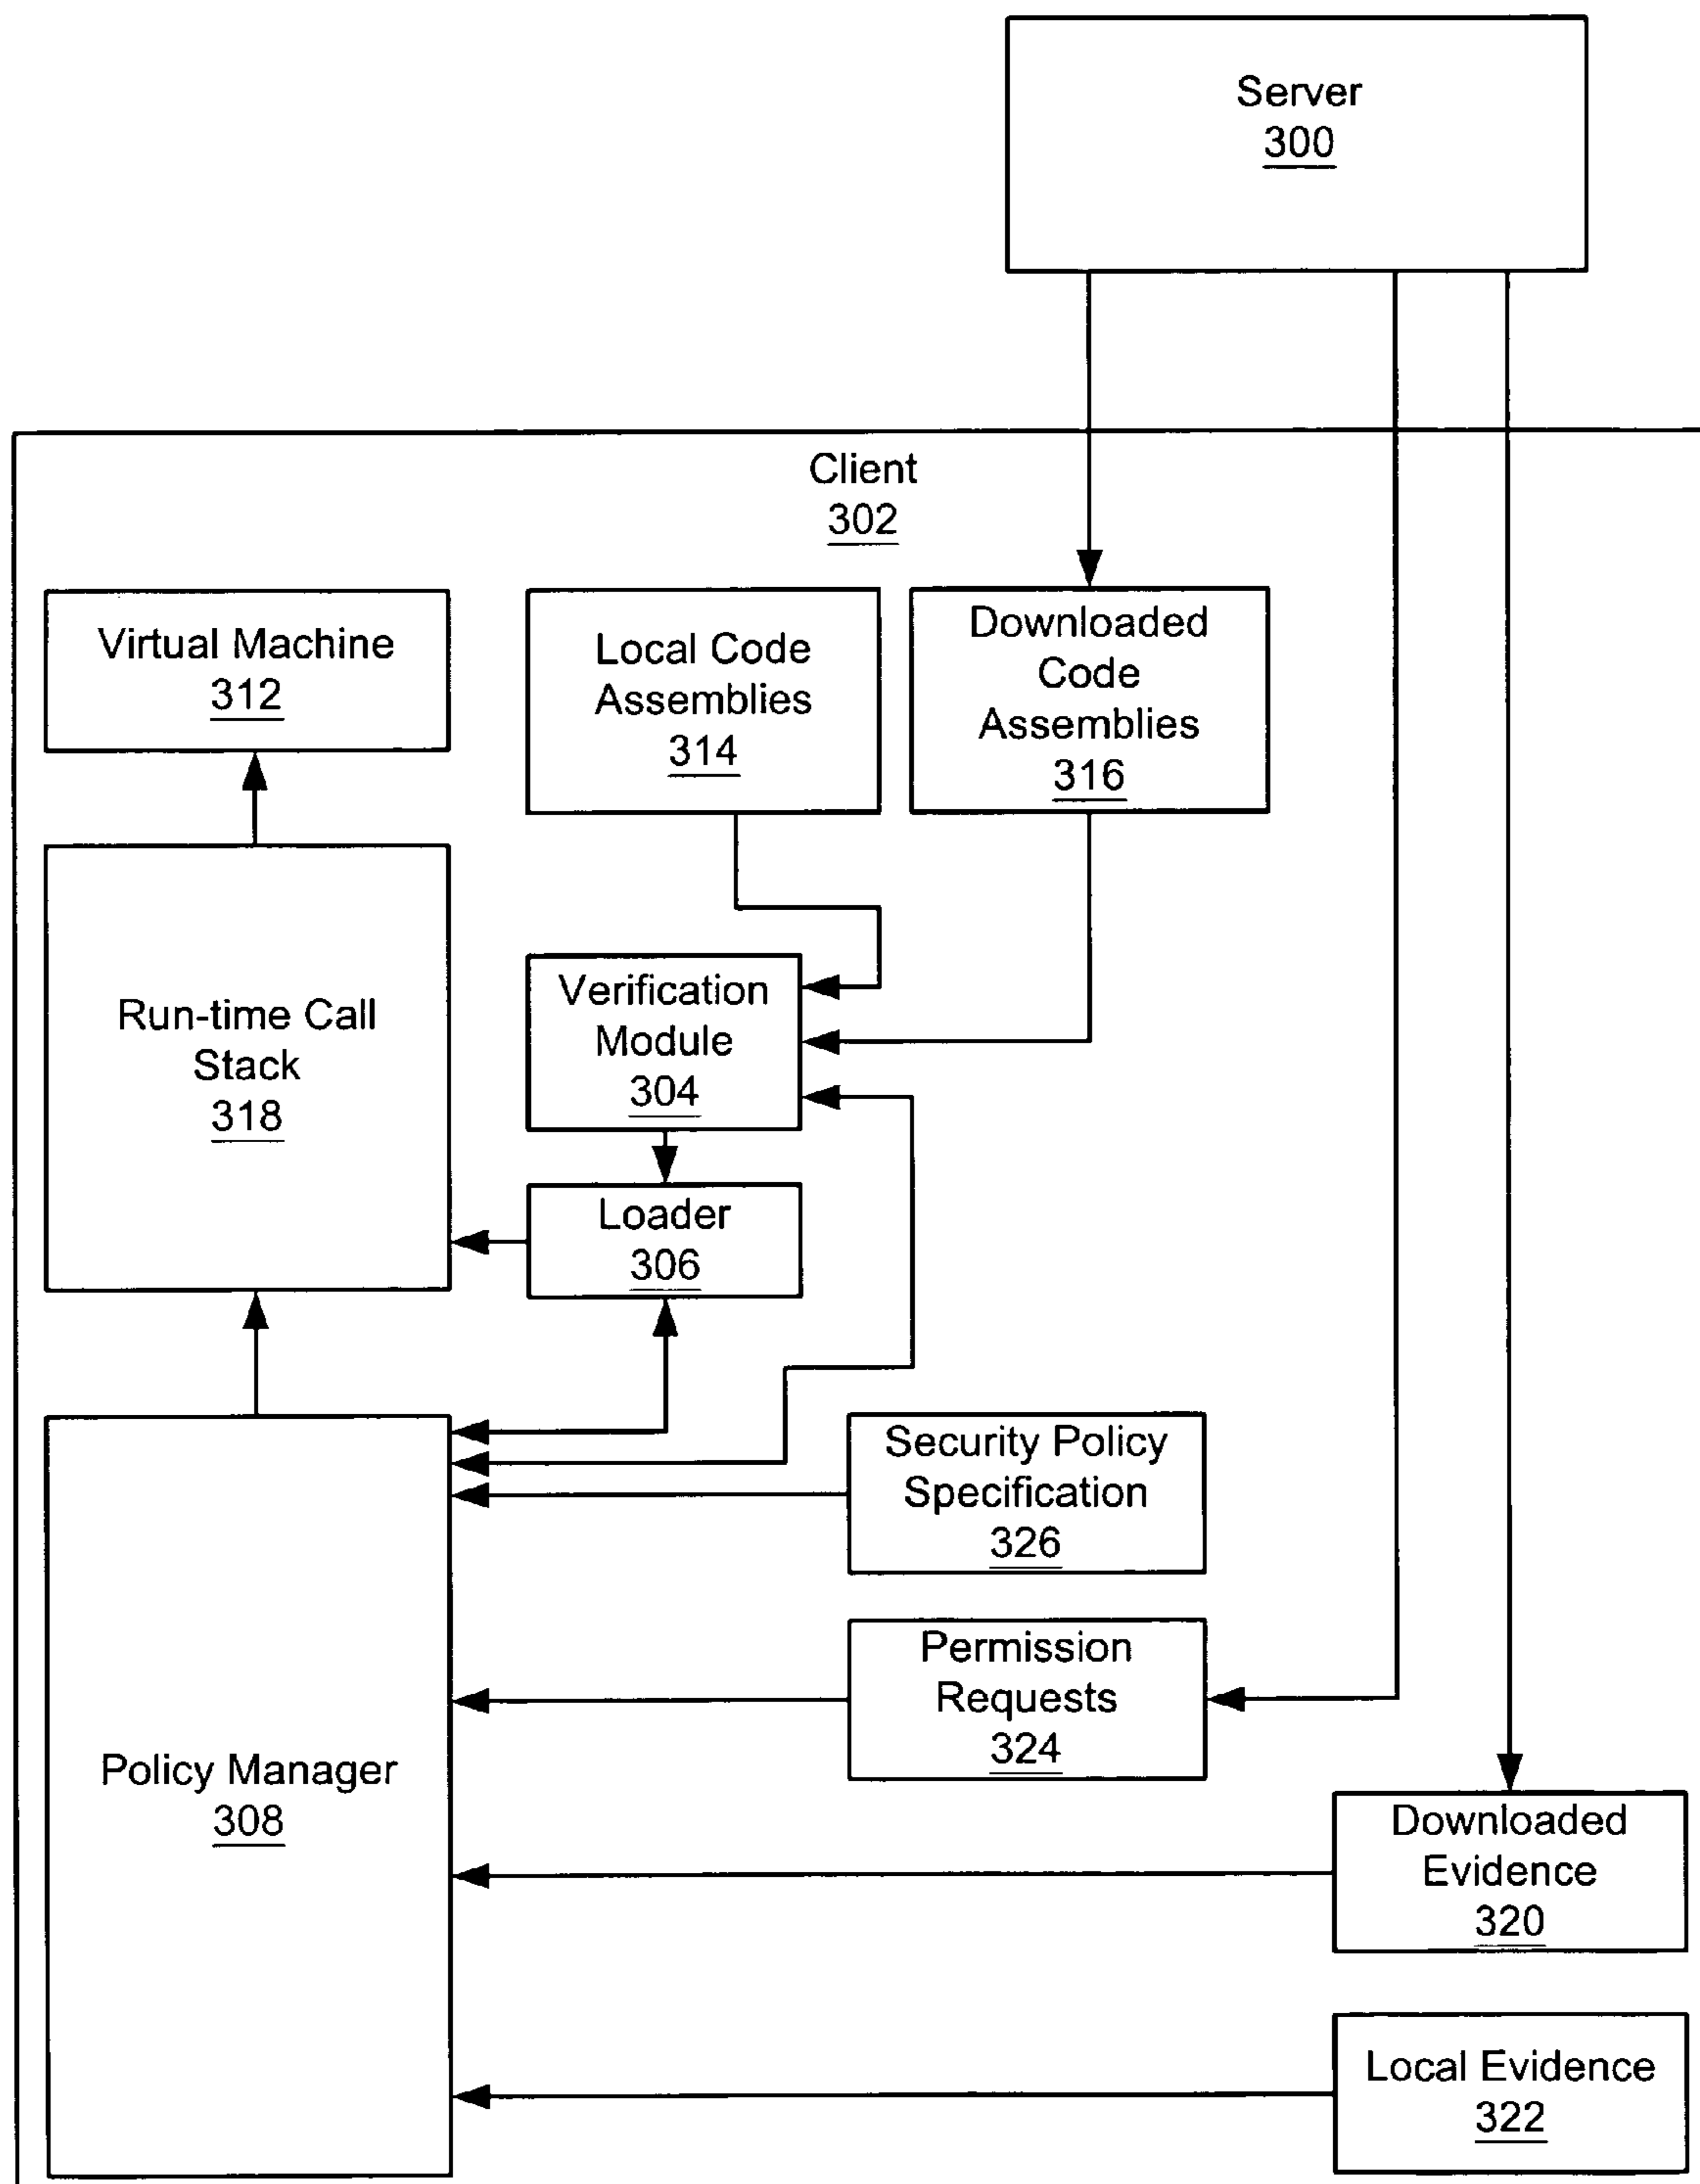 Server
300
Client
302
Virtual Machine
312
Local Code
Assemblies
314
Downloaded
Code
Assemblies
316
Run-time Call
Stack
318
Verification
Module
304
Loader
306
Security Policy
Specification
326
Permission
Requests
324
Policy Manager
308
Downloaded
Evidence
320
Local Evidence
322